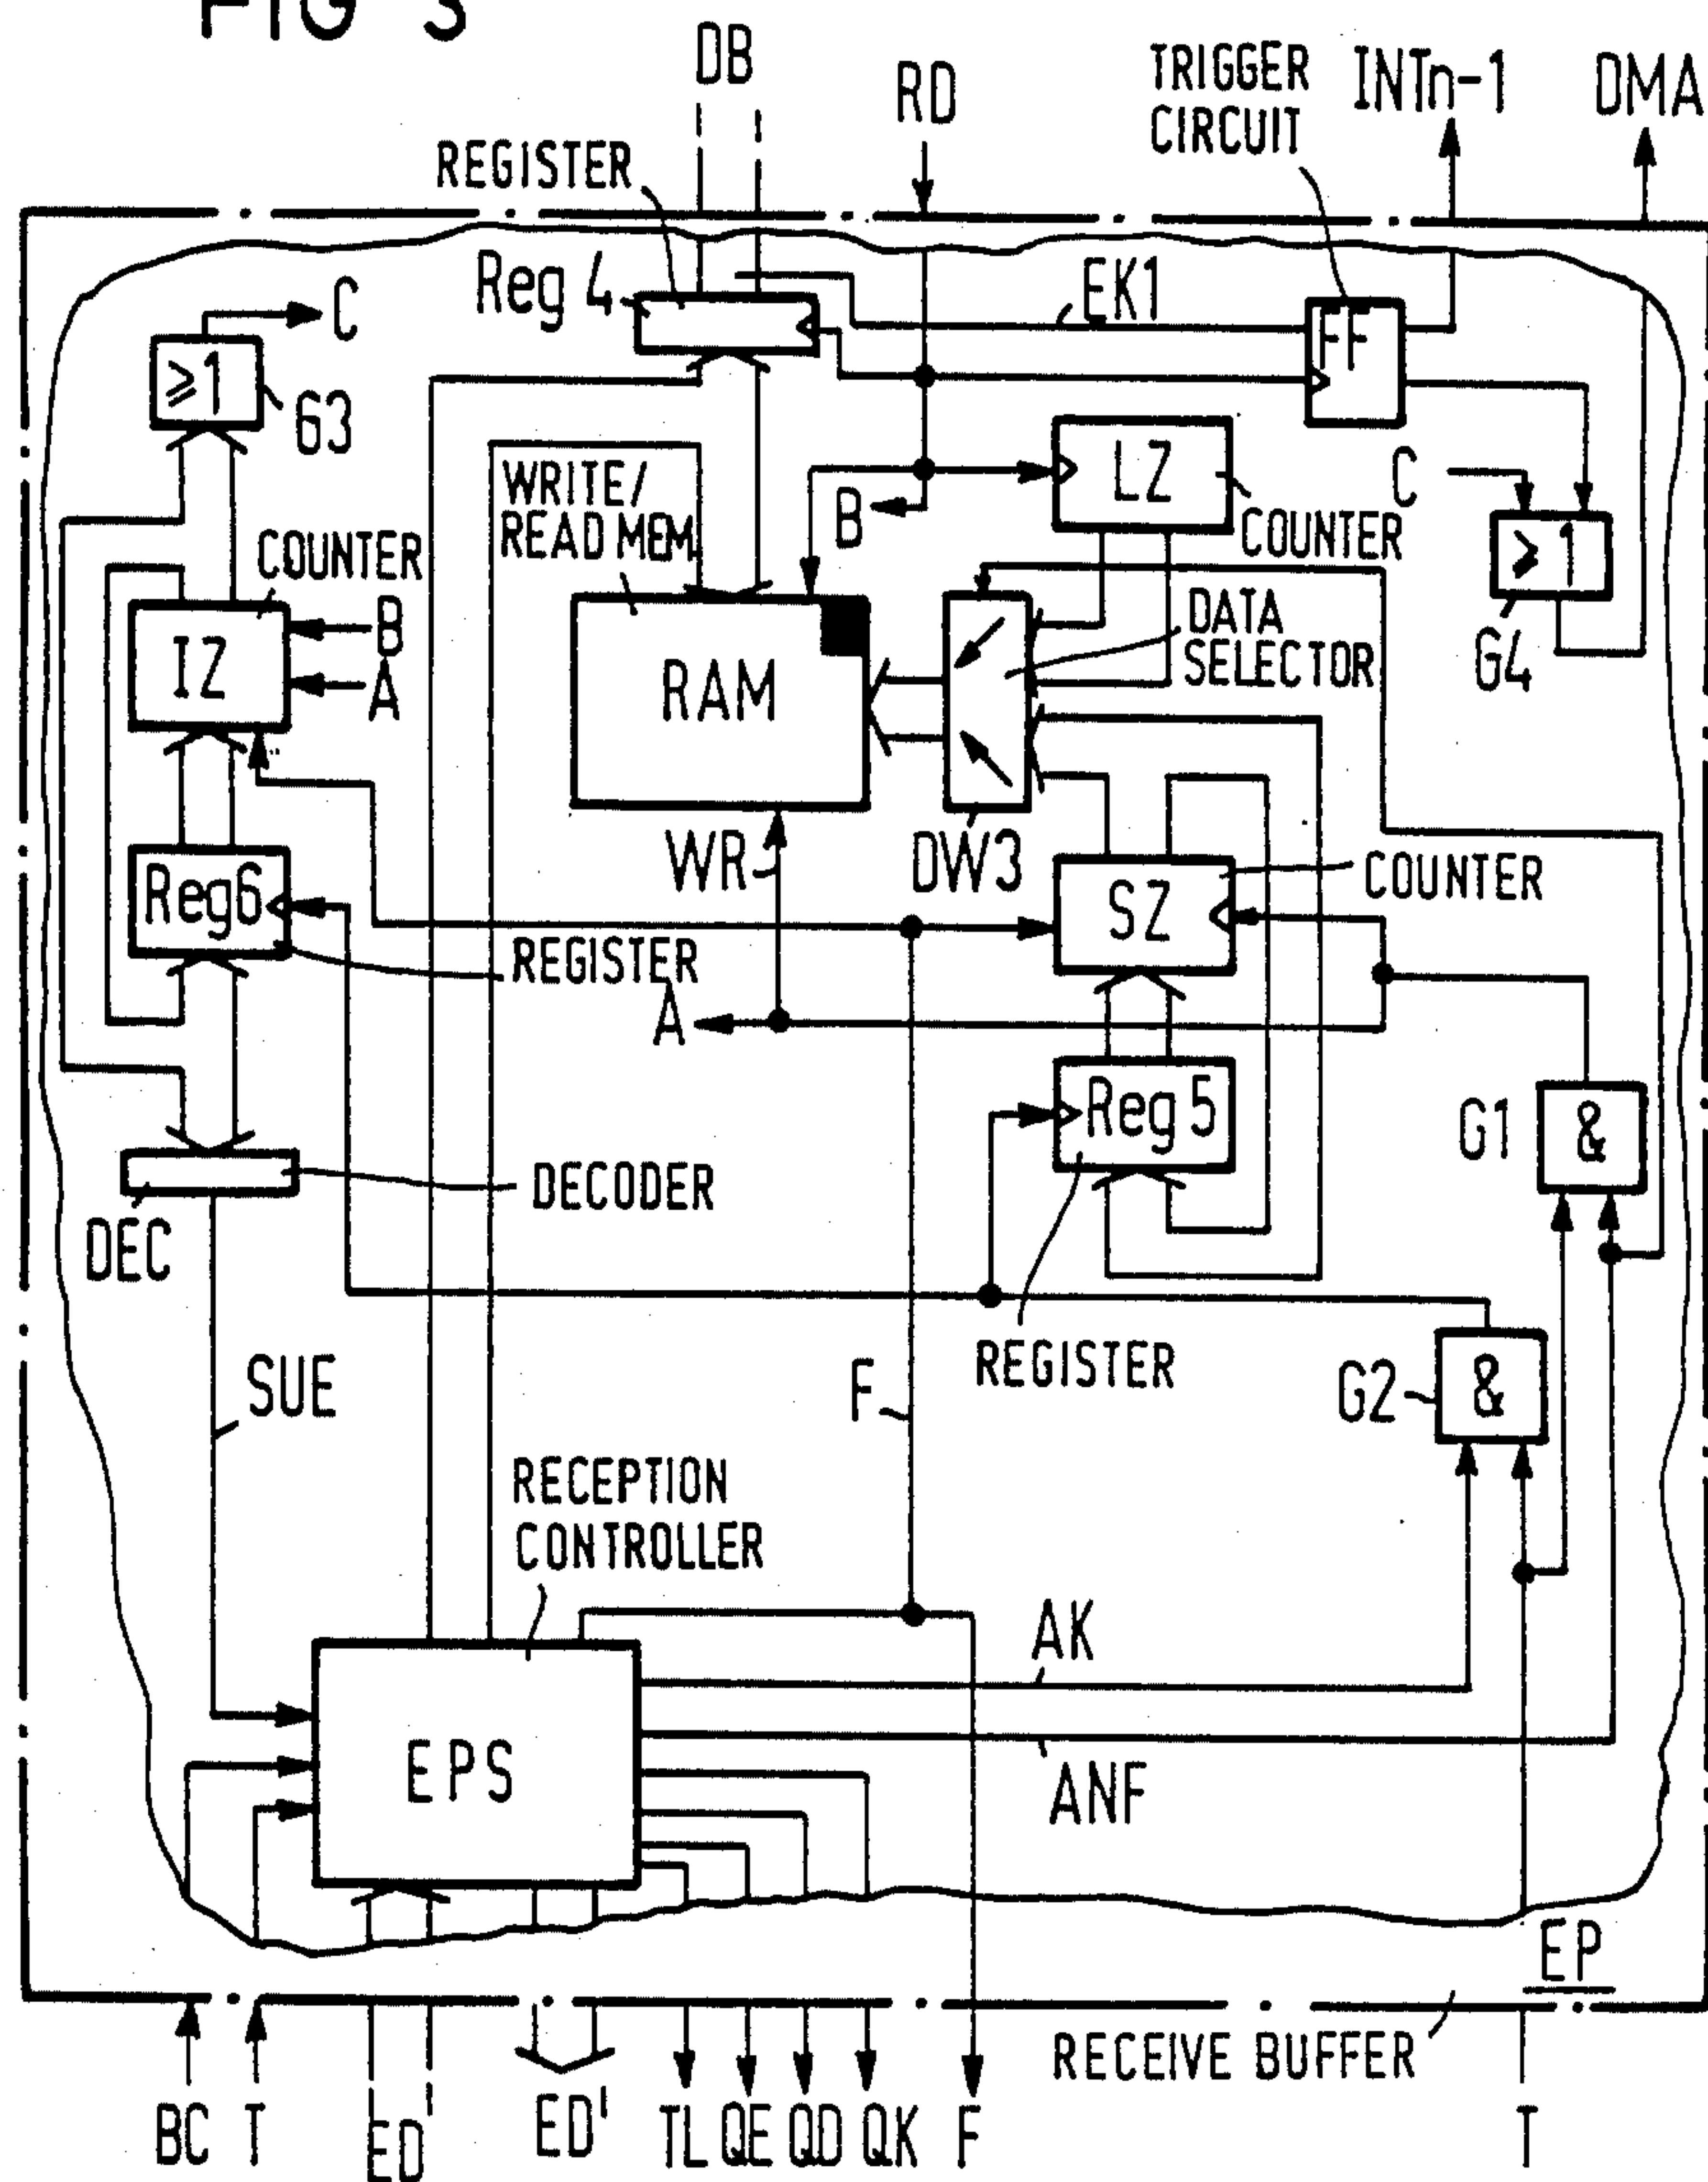 FIG 3
DB
RD
TRIGGER
CIRCUIT
INTn-1
DMA
REGISTER
Reg 4
EK1
FF
C
≥1
G3
WRITE/
READ MEM.
B
LZ
COUNTER
C
≥1
G4
COUNTER
IZ
B
A
RAM
DATA
SELECTOR
WR
DW3
Reg6
SZ
COUNTER
REGISTER
A
Reg 5
G1
&
DECODER
DEC
SUE
F
REGISTER
G2
&
RECEPTION
CONTROLLER
AK
EPS
ANF
EP
RECEIVE BUFFER
BC
T
ED
ED'
TL
QE
QD
QK
F
T